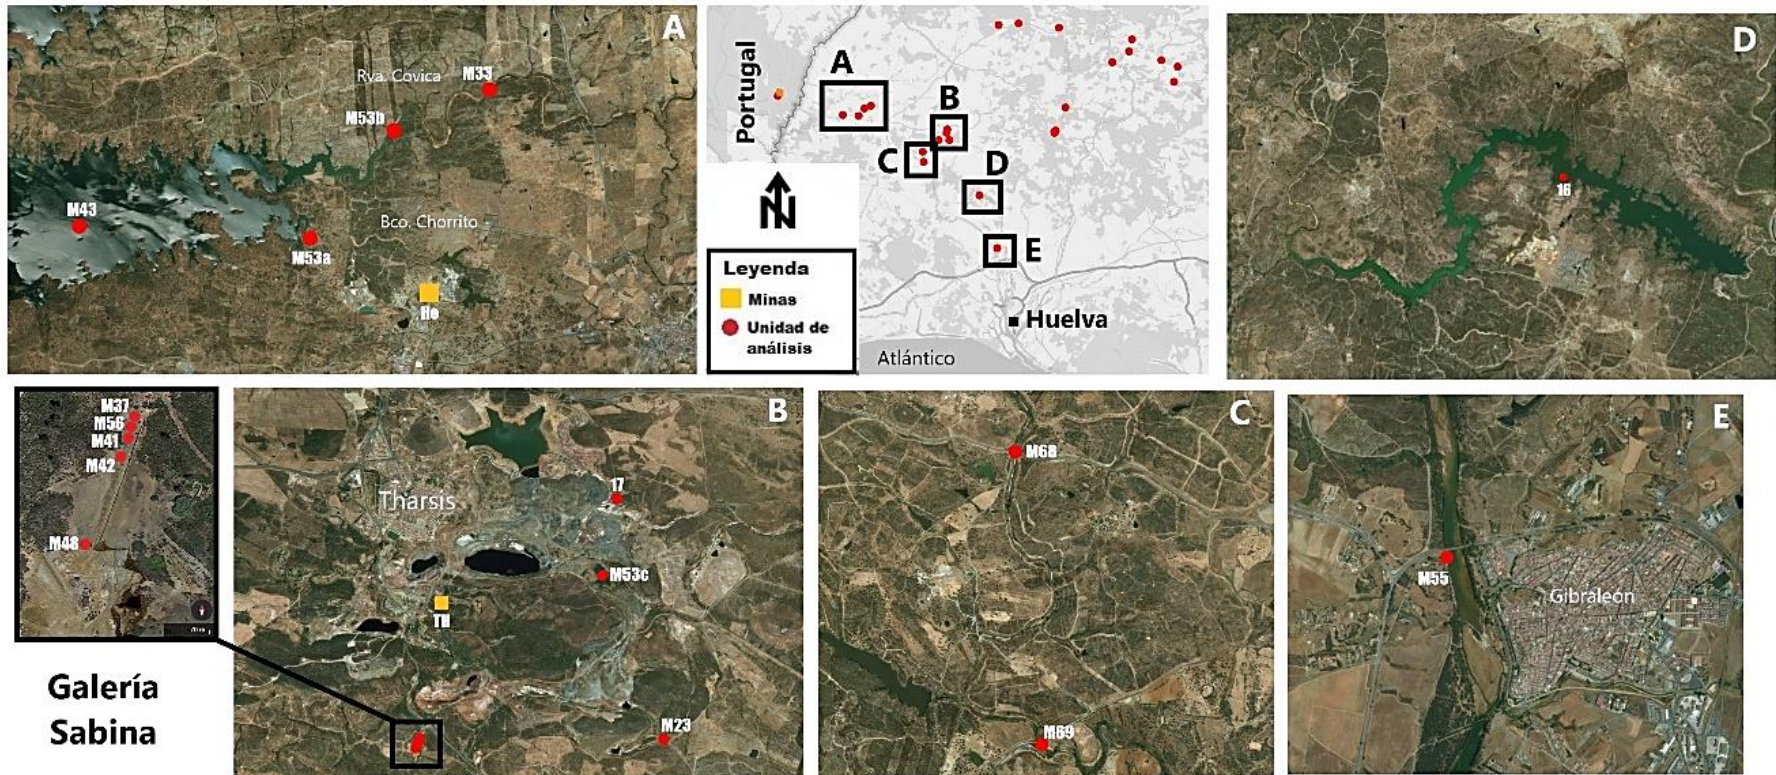 A
Rva. Covica
M33
M53b
M43
Bco. Chorrito
M53a
He
Portugal
A
B
C
D
E
N
Leyenda
Minas
Unidad de
análisis
Huelva
Atlántico
D
16
M37
M56
M41
M42
M48
Galería
Sabina
B
Tharsis
17
M53c
TH
M23
C
M68
M69
E
M55
Gibraleón